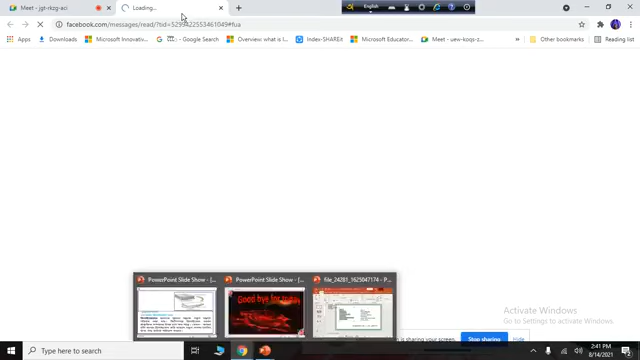 Meet - jgt-rkzg-aci
Loading...
English
facebook.com/messages/read/?tid=5299422553461049#fua
Apps Downloads Microsoft Innovativ... Google Search Overview: what is I... Index-SHAREit Microsoft Educator... Meet – uew-koqs-z... » Other bookmarks Reading list
PowerPoint Slide Show - [... PowerPoint Slide Show - [... file_24281_1625047174 - P...
Good bye for today
Activate Windows
Go to Settings to activate Windows.
is sharing your screen. Stop sharing Hide
Type here to search
2:41 PM
8/14/2021